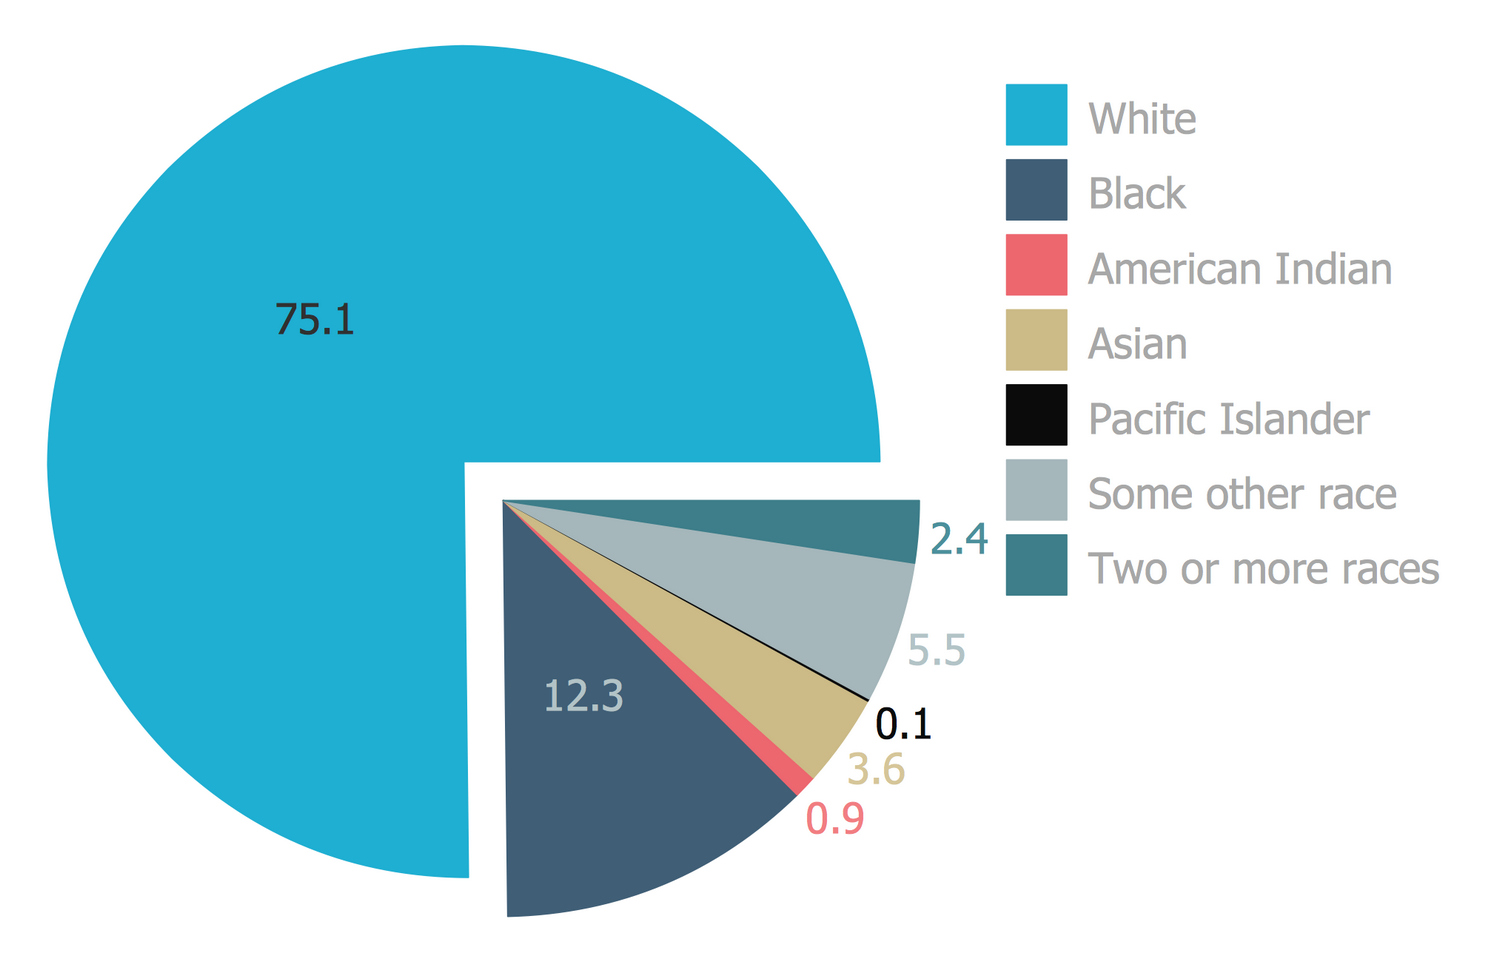 White
Black
American Indian
75.1
Asian
Pacific Islander
Some other race
2.4
Two or more races
5.5
12.3
0.1
3.6
0.9